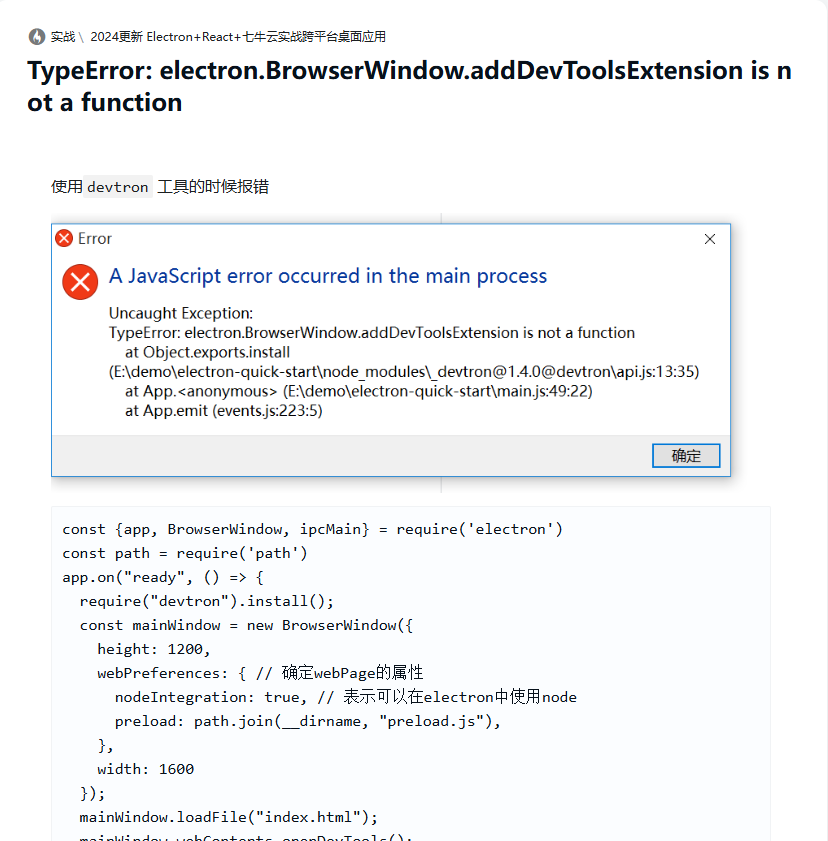 实战 \ 2024更新 Electron+React+七牛云实战跨平台桌面应用
TypeError: electron.BrowserWindow.addDevToolsExtension is n
ot a function
使用 devtron 工具的时候报错
Error
A JavaScript error occurred in the main process
Uncaught Exception:
TypeError: electron.BrowserWindow.addDevToolsExtension is not a function
at Object.exports.install
(E:\demo\electron-quick-start\node_modules\_devtron@1.4.0@devtron\api.js:13:35)
at App.<anonymous> (E:\demo\electron-quick-start\main.js:49:22)
at App.emit (events.js:223:5)
确定
const {app, BrowserWindow, ipcMain} = require('electron')
const path = require('path')
app.on("ready", () => {
  require("devtron").install();
  const mainWindow = new BrowserWindow({
    height: 1200,
    webPreferences: { // 确定webPage的属性
      nodeIntegration: true, // 表示可以在electron中使用node
      preload: path.join(__dirname, "preload.js"),
    },
    width: 1600
  });
  mainWindow.loadFile("index.html");
  mainWindow.webContents.openDevTools();